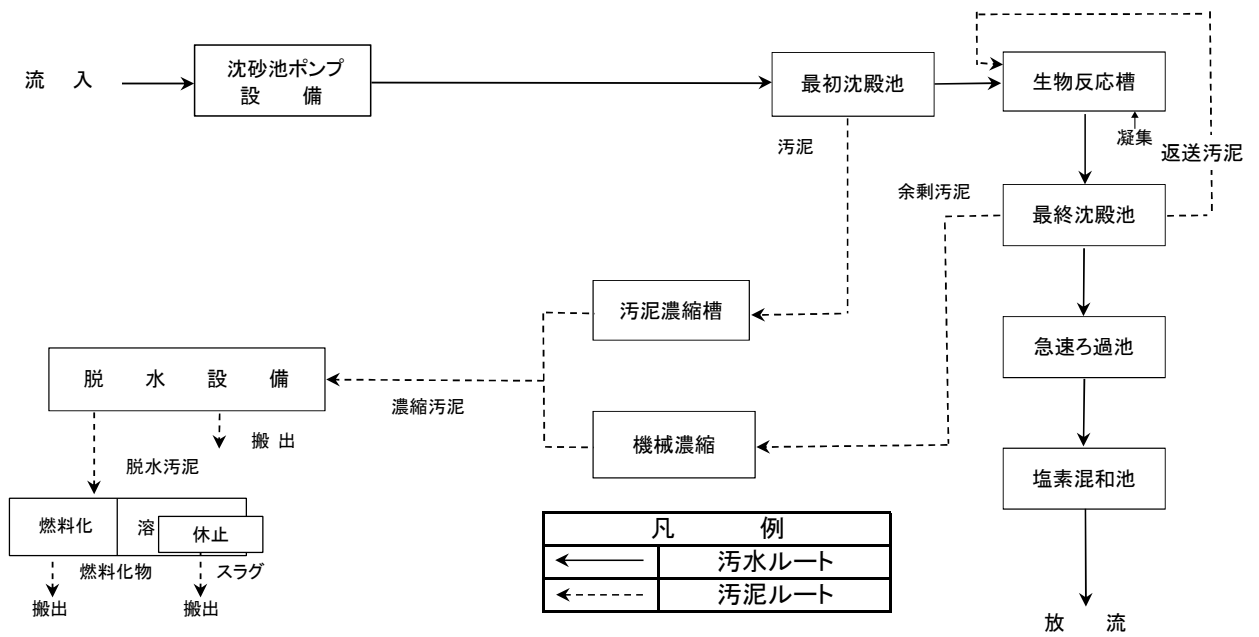 流　入
沈砂池ポンプ
設　備
最初沈殿池
生物反応槽
凝集
返送汚泥
汚泥
余剰汚泥
最終沈殿池
汚泥濃縮槽
急速ろ過池
脱　水　設　備
濃縮汚泥
機械濃縮
搬 出
脱水汚泥
塩素混和池
燃料化
溶
休止
燃料化物
スラグ
搬出
搬出
凡　例
汚水ルート
汚泥ルート
放　流